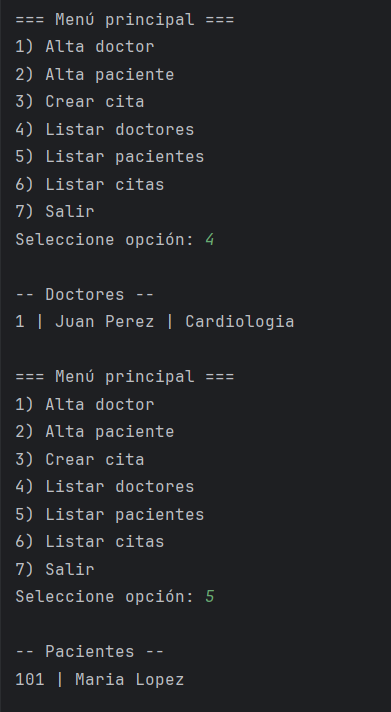 === Menú principal ===
1) Alta doctor
2) Alta paciente
3) Crear cita
4) Listar doctores
5) Listar pacientes
6) Listar citas
7) Salir
Seleccione opción: 4
-- Doctores --
1 | Juan Perez | Cardiologia
=== Menú principal ===
1) Alta doctor
2) Alta paciente
3) Crear cita
4) Listar doctores
5) Listar pacientes
6) Listar citas
7) Salir
Seleccione opción: 5
-- Pacientes --
101 | Maria Lopez